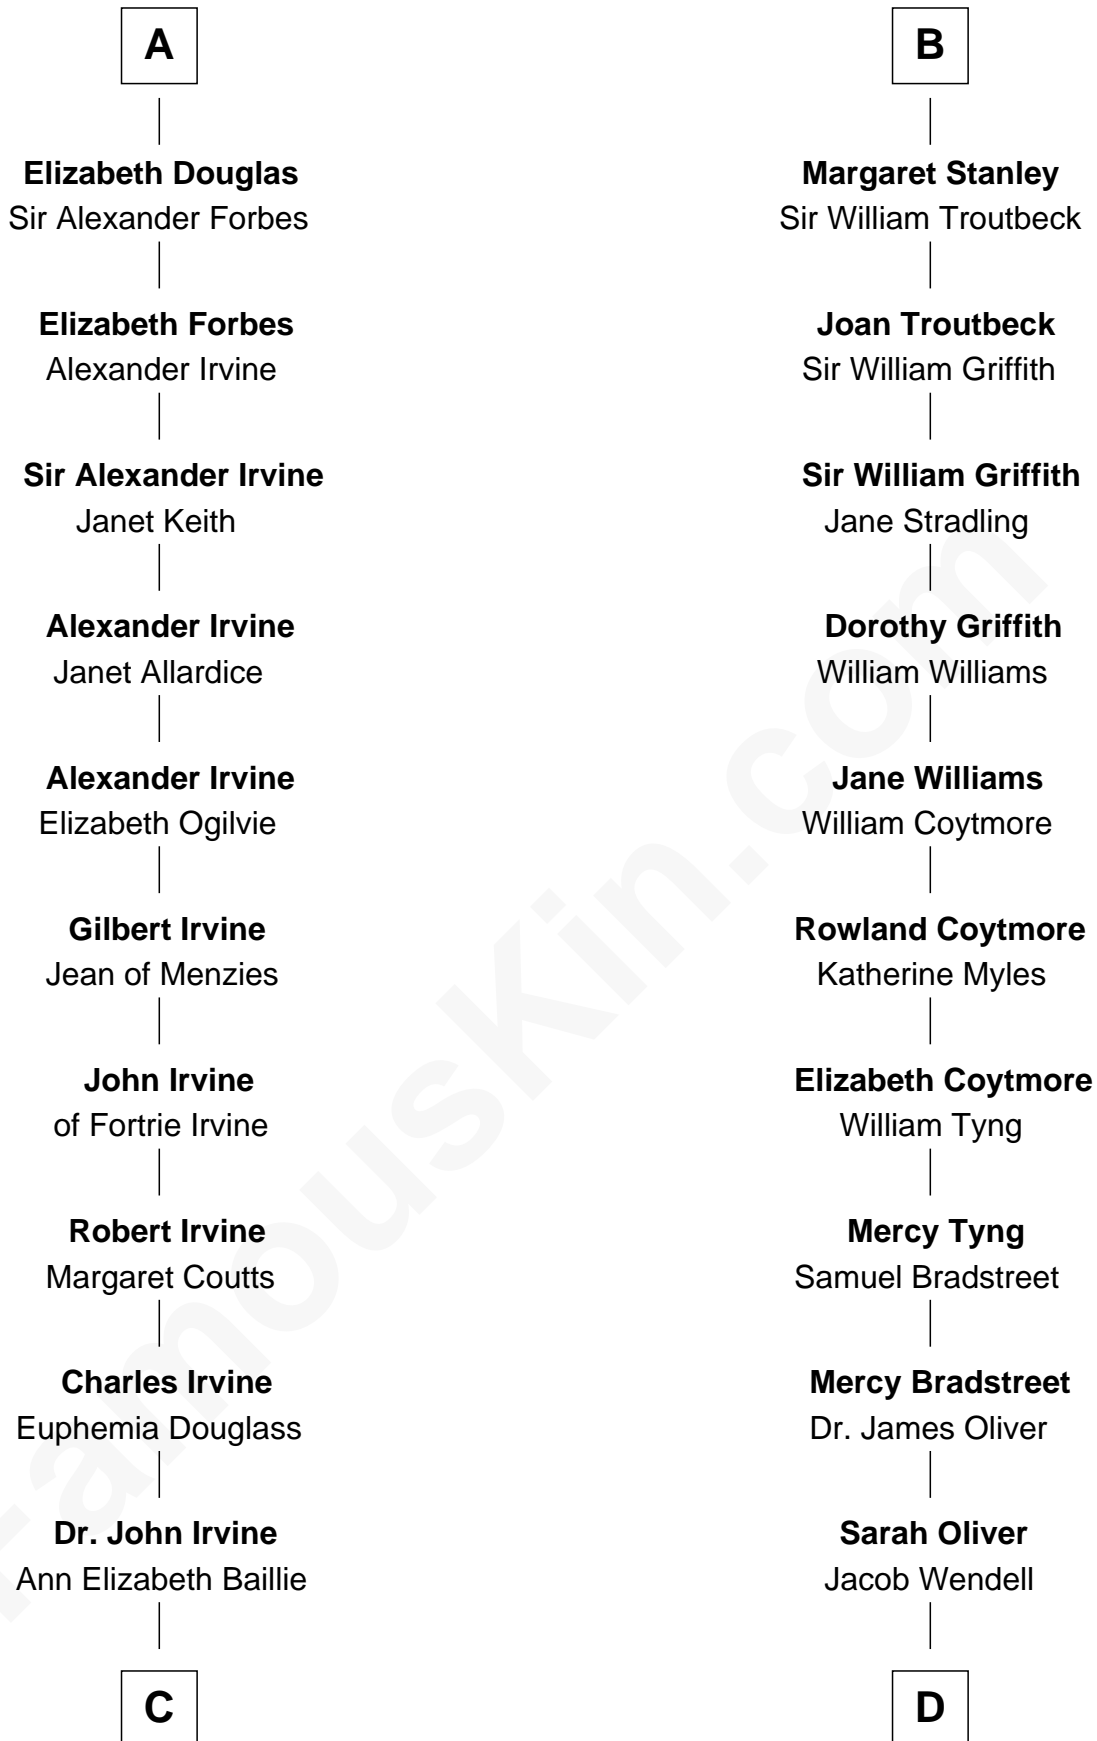 A
Elizabeth Douglas
Sir Alexander Forbes
Elizabeth Forbes
Alexander Irvine
Sir Alexander Irvine
Janet Keith
Alexander Irvine
Janet Allardice
Alexander Irvine
Elizabeth Ogilvie
Gilbert Irvine
Jean of Menzies
John Irvine
of Fortrie Irvine
Robert Irvine
Margaret Coutts
Charles Irvine
Euphemia Douglass
Dr. John Irvine
Ann Elizabeth Baillie
C
B
Margaret Stanley
Sir William Troutbeck
Joan Troutbeck
Sir William Griffith
Sir William Griffith
Jane Stradling
Dorothy Griffith
William Williams
Jane Williams
William Coytmore
Rowland Coytmore
Katherine Myles
Elizabeth Coytmore
William Tyng
Mercy Tyng
Samuel Bradstreet
Mercy Bradstreet
Dr. James Oliver
Sarah Oliver
Jacob Wendell
D
FamousKin.com